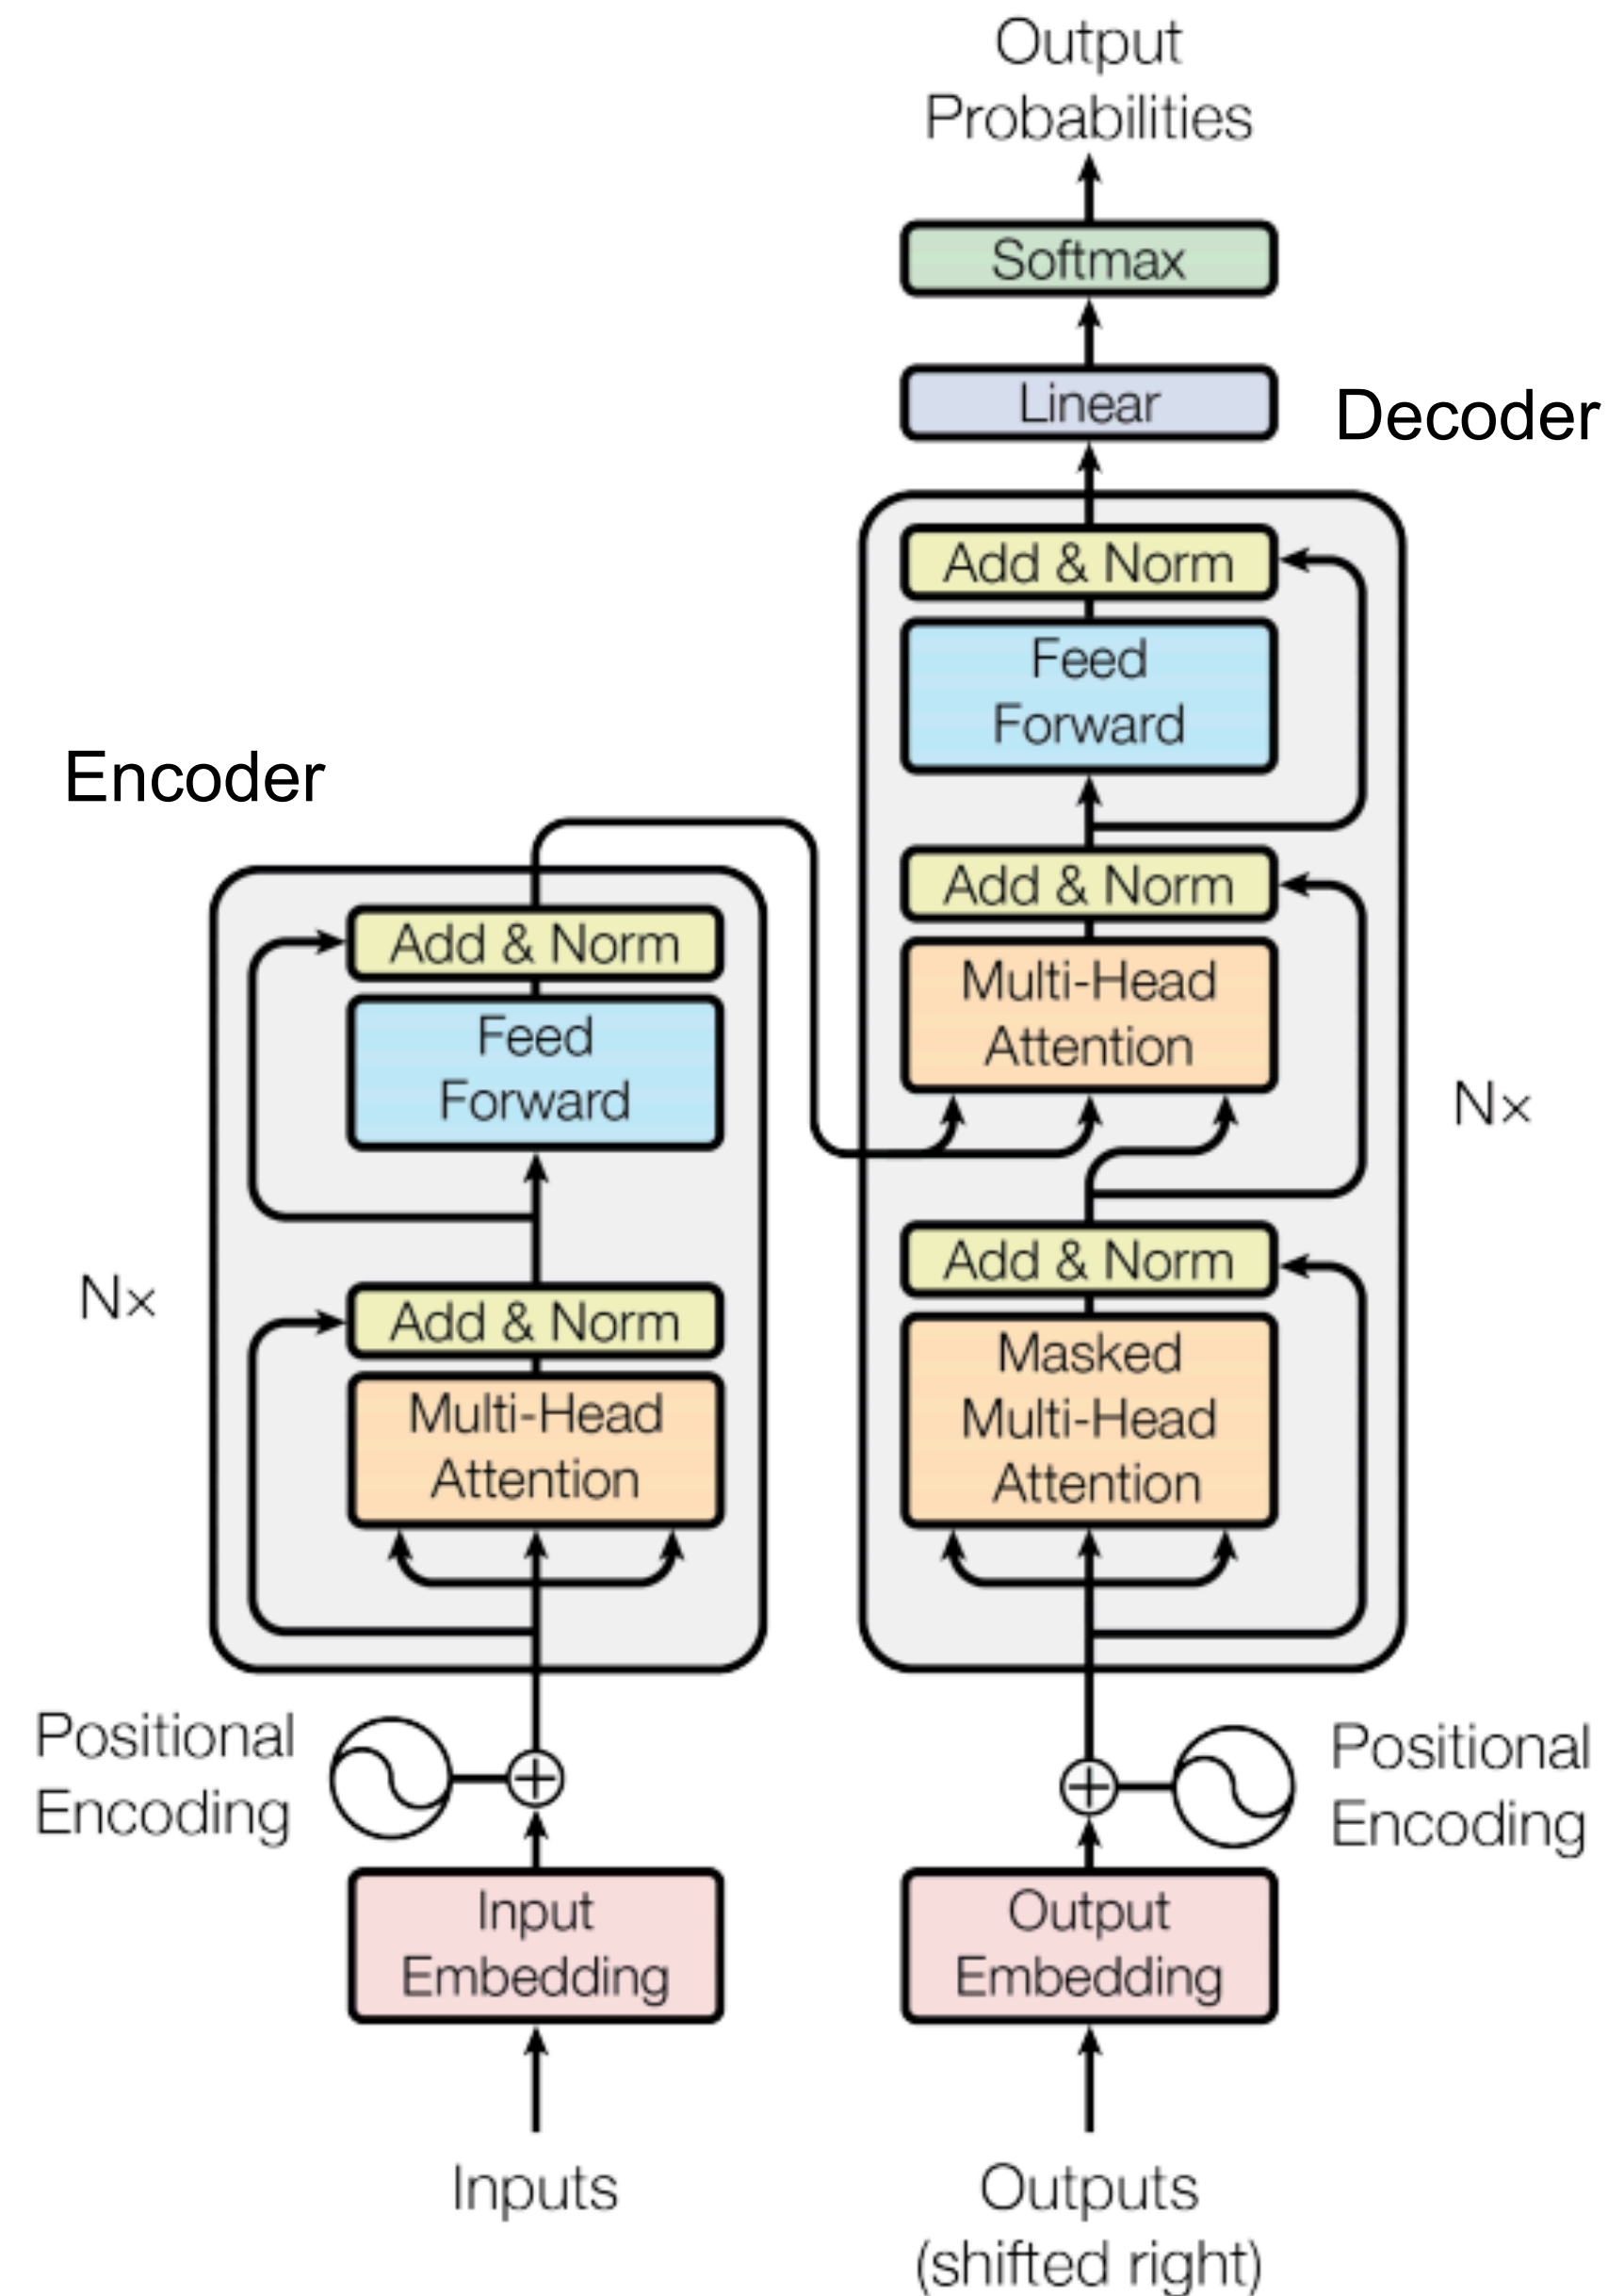 Output
Probabilities
Softmax
Linear
Decoder
Add & Norm
Feed
Forward
Add & Norm
Multi-Head
Attention
Nx
Add & Norm
Masked
Multi-Head
Attention
Encoder
Add & Norm
Feed
Forward
Nx
Add & Norm
Multi-Head
Attention
Positional
Encoding
Positional
Encoding
Input
Embedding
Output
Embedding
Inputs
Outputs
(shifted right)